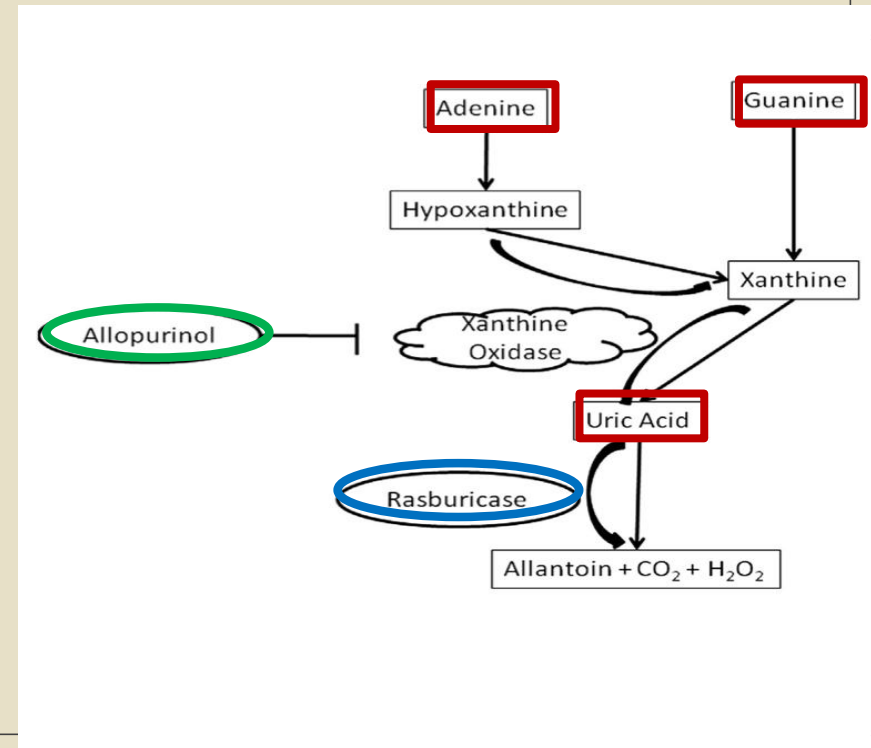 Adenine
Guanine
Hypoxanthine
Xanthine
Allopurinol
Xanthine
Oxidase
Uric Acid
Rasburicase
Allantoin + CO₂ + H₂O₂